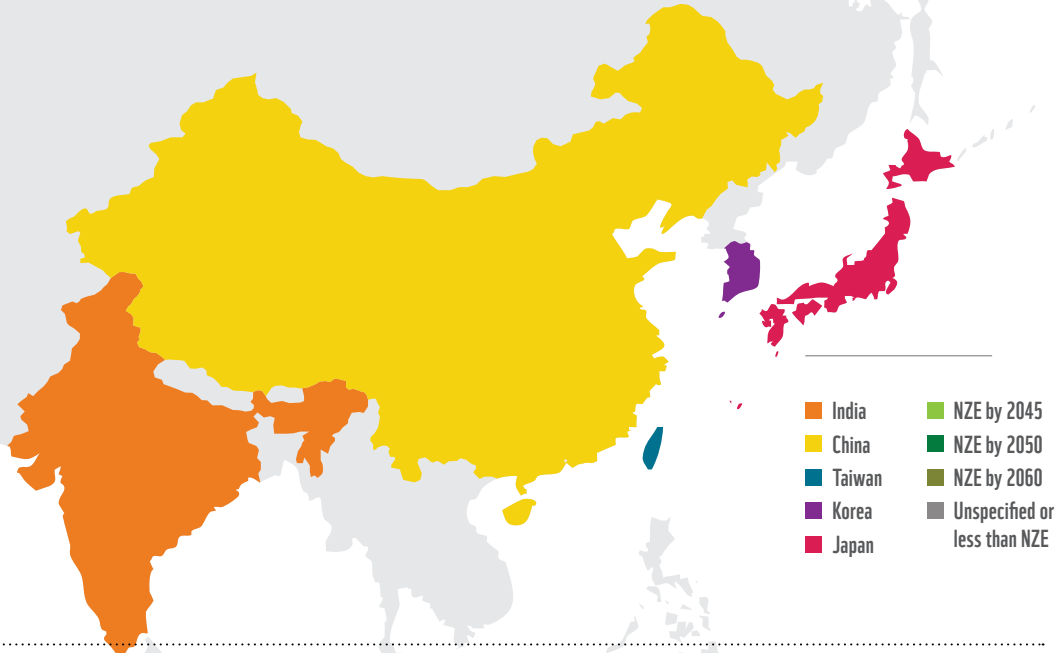 India
China
Taiwan
Korea
Japan
NZE by 2045
NZE by 2050
NZE by 2060
Unspecified or
less than NZE